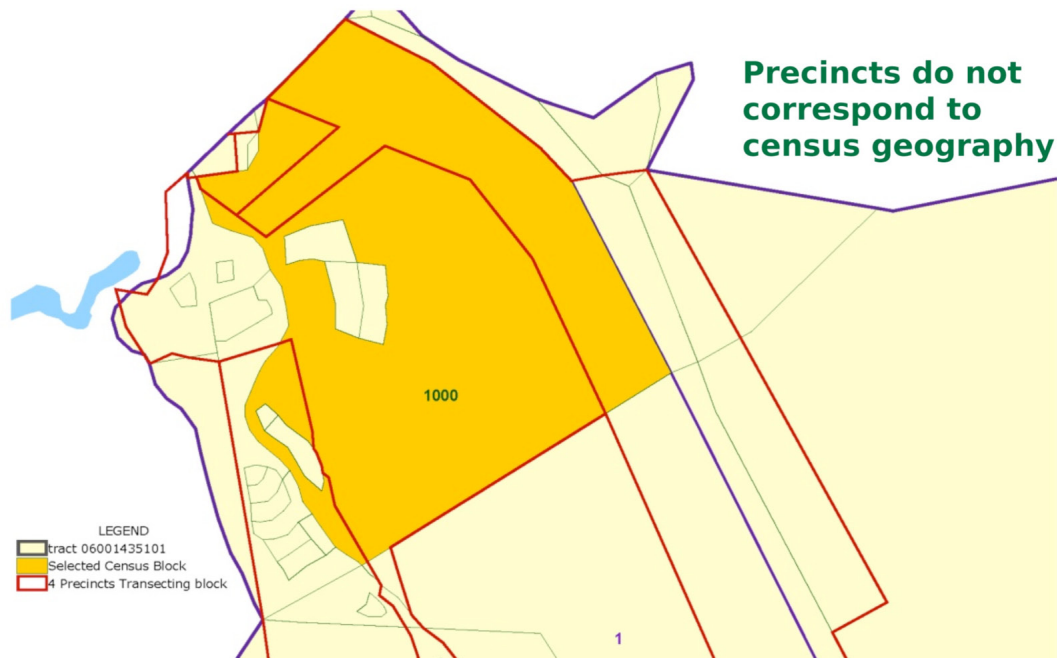 Precincts do not
correspond to
census geography
1000
LEGEND
tract 06001435101
Selected Census Block
4 Precincts Transecting block
1